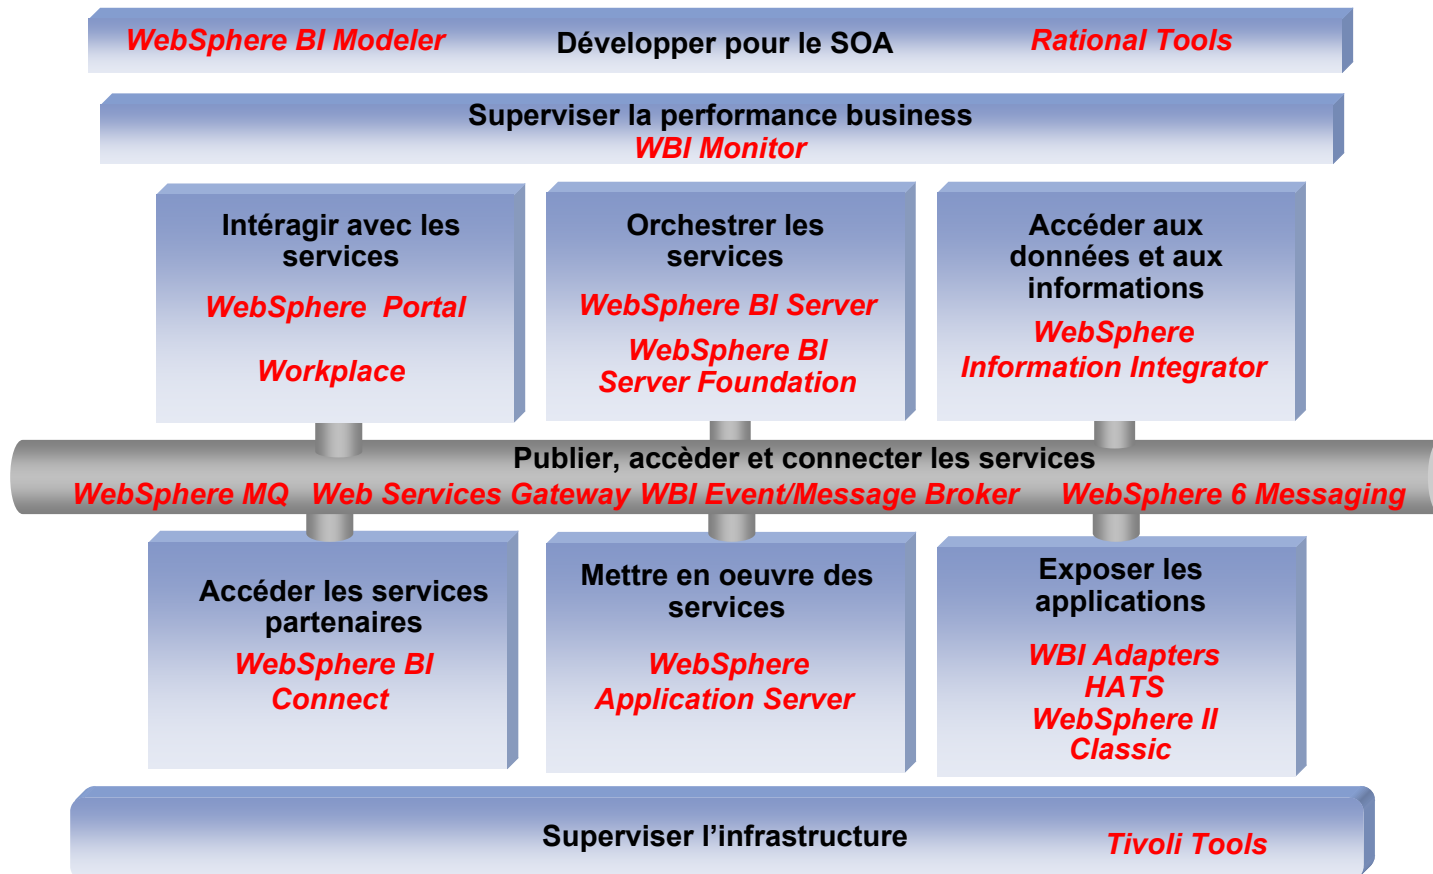 WebSphere BI Modeler Développer pour le SOA Rational Tools
Superviser la performance business
WBI Monitor
Intéragir avec les
services
WebSphere Portal
Workplace
Orchestrer les
services
WebSphere BI Server
WebSphere BI
Server Foundation
Accéder aux
données et aux
informations
WebSphere
Information Integrator
Publier, accèder et connecter les services
WebSphere MQ Web Services Gateway WBI Event/Message Broker WebSphere 6 Messaging
Accéder les services
partenaires
WebSphere BI
Connect
Mettre en oeuvre des
services
WebSphere
Application Server
Exposer les
applications
WBI Adapters
HATS
WebSphere II
Classic
Superviser l’infrastructure Tivoli Tools